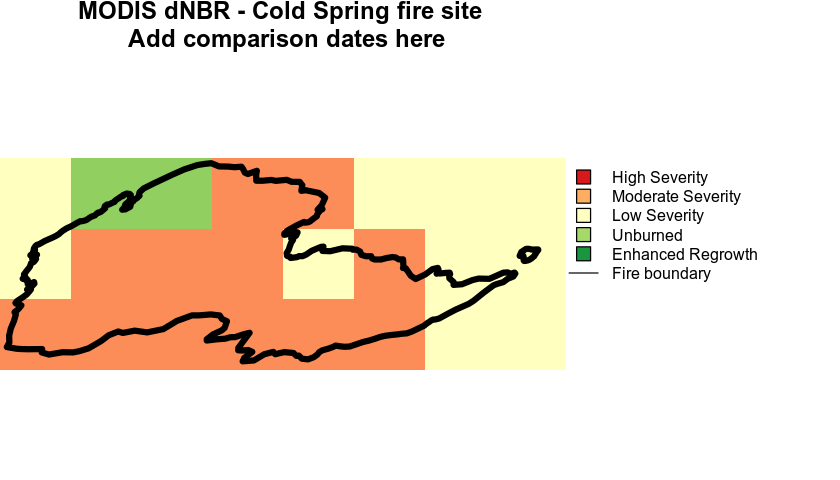 MODIS dNBR - Cold Spring fire site
Add comparison dates here
High Severity
Moderate Severity
Low Severity
Unburned
Enhanced Regrowth
Fire boundary